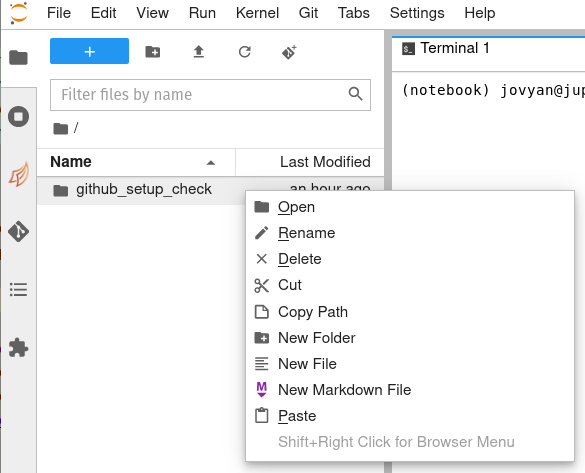 File Edit View Run Kernel Git Tabs Settings Help
+
Filter files by name
/
Name Last Modified
github_setup_check an hour ago
Terminal 1
$_
(notebook) jovyan@jup
Open
Rename
Delete
Cut
Copy Path
New Folder
New File
M New Markdown File
Paste
Shift+Right Click for Browser Menu